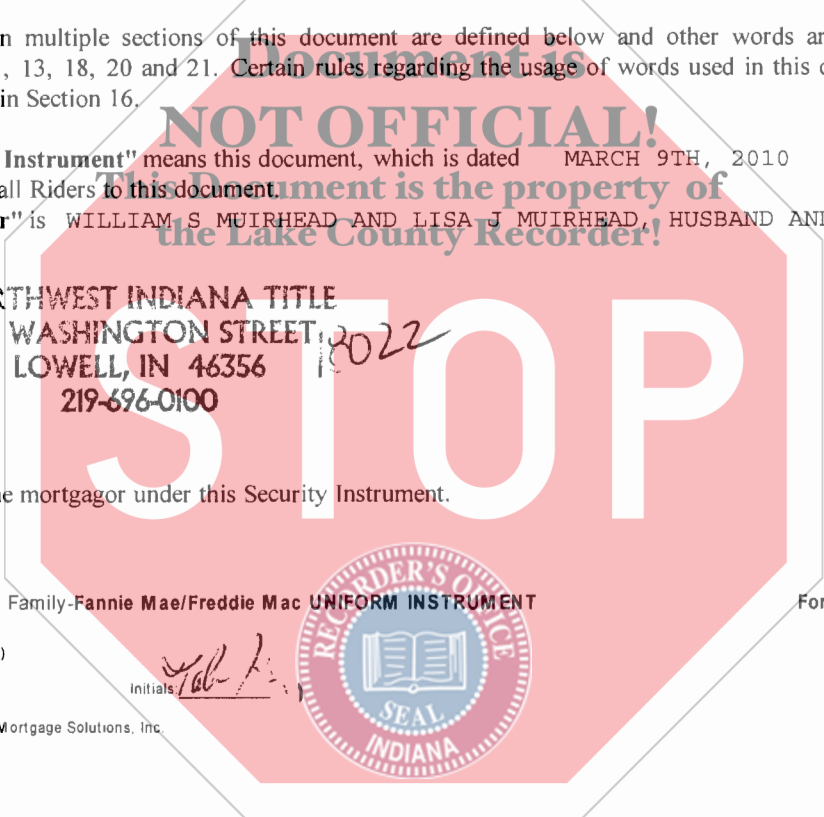 n multiple sections of this document are defined below and other words ar
, 13, 18, 20 and 21. Certain rules regarding the usage of words used in this
in Section 16.
Document is
NOT OFFICIAL!
This Document is the property of
the Lake County Recorder!
Instrument" means this document, which is dated MARCH 9TH, 2010
all Riders to this document.
r" is WILLIAM S MUIRHEAD AND LISA J MUIRHEAD, HUSBAND AN
THWEST INDIANA TITLE
WASHINGTON STREET
LOWELL, IN 46356
219-696-0100
8022
STOP
e mortgagor under this Security Instrument.
Family-Fannie Mae/Freddie Mac UNIFORM INSTRUMENT
For
)
Initials:
Mortgage Solutions, Inc.
RECORDER'S OFFICE
SEAL
INDIANA